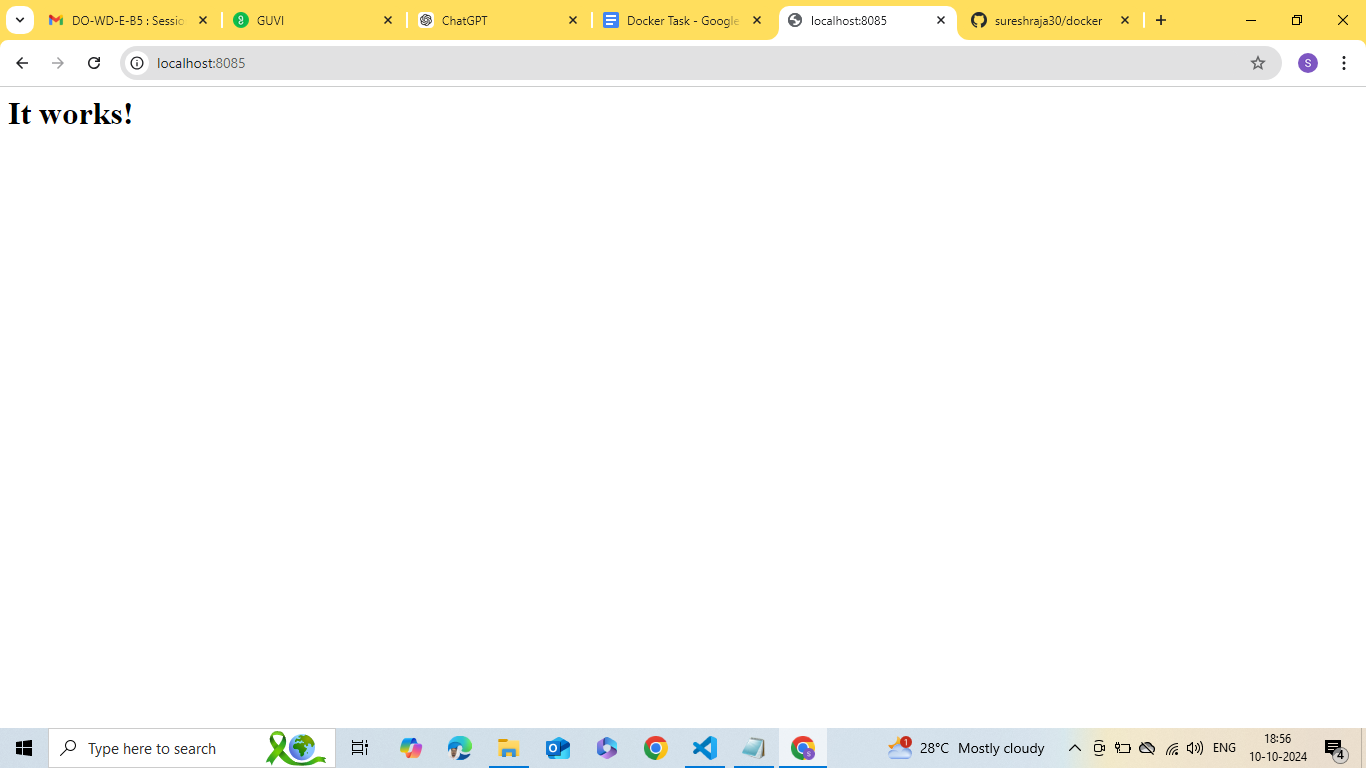 DO-WD-E-B5 : Sessio
GUVI
ChatGPT
Docker Task - Google
localhost:8085
sureshraja30/docker
localhost:8085
S
It works!
Type here to search
1
28°C Mostly cloudy
ENG
18:56
10-10-2024
4